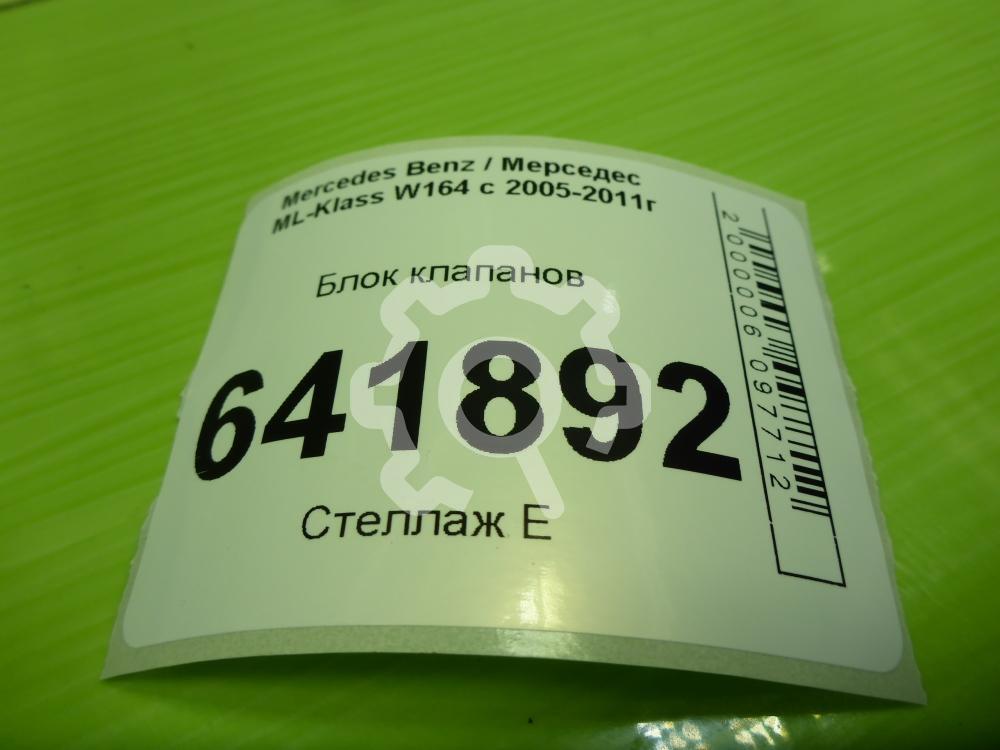 Mercedes Benz / Мерседес
ML-Klass W164 с 2005-2011г
Блок клапанов
641892
Стеллаж Е
2000006097712